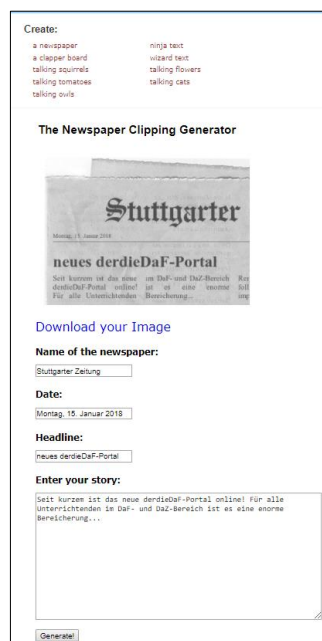 Create:
a newspaper
a clapper board
talking squirrels
talking tomatoes
talking owls
ninja text
wizard text
talking flowers
talking cats
The Newspaper Clipping Generator
Stuttgarter
Montag, 15. Januar 2018
neues derdieDaF-Portal
Seit kurzem ist das neue
derdieDaF-Portal online!
Für alle Unterrichtenden
im DaF- und DaZ-Bereich
ist es eine enorme
Bereicherung...
Download your Image
Name of the newspaper:
Stuttgarter Zeitung
Date:
Montag, 15. Januar 2018
Headline:
neues derdieDaF-Portal
Enter your story:
Seit kurzem ist das neue derdieDaF-Portal online! Für alle
Unterrichtenden im DaF- und DaZ-Bereich ist es eine enorme
Bereicherung...
Generate!